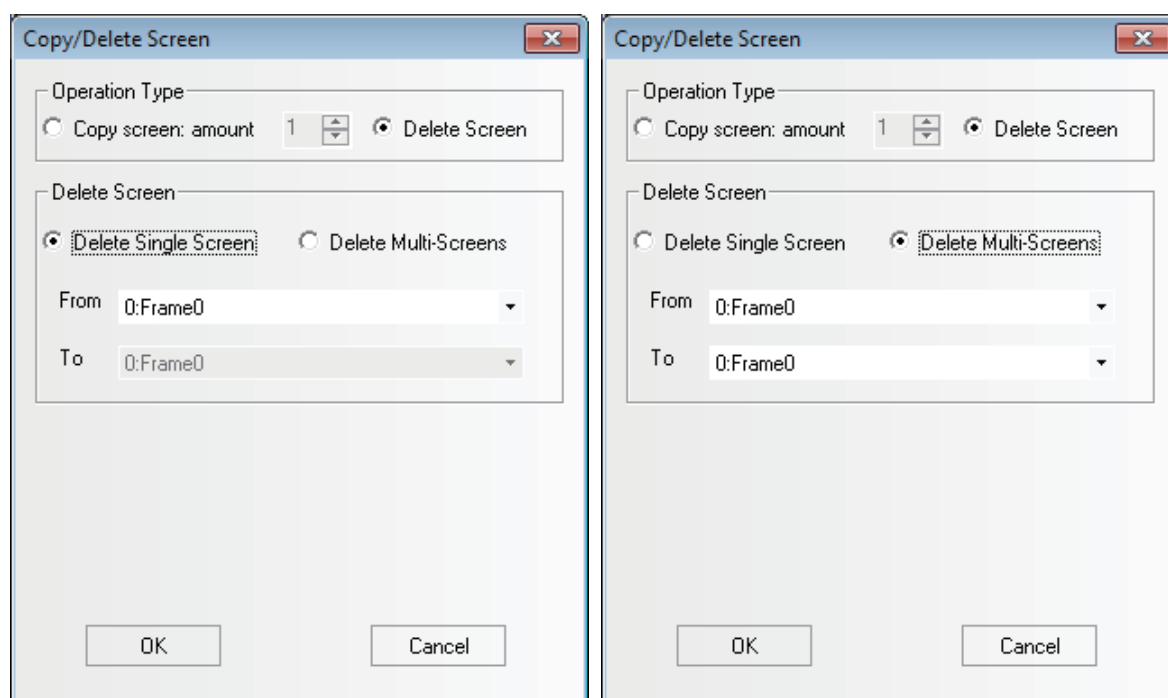 Copy/Delete Screen
Operation Type
Copy screen: amount 1 Delete Screen
Delete Screen
Delete Single Screen Delete Multi-Screens
From 0:Frame0
To 0:Frame0
OK Cancel
Copy/Delete Screen
Operation Type
Copy screen: amount 1 Delete Screen
Delete Screen
Delete Single Screen Delete Multi-Screens
From 0:Frame0
To 0:Frame0
OK Cancel